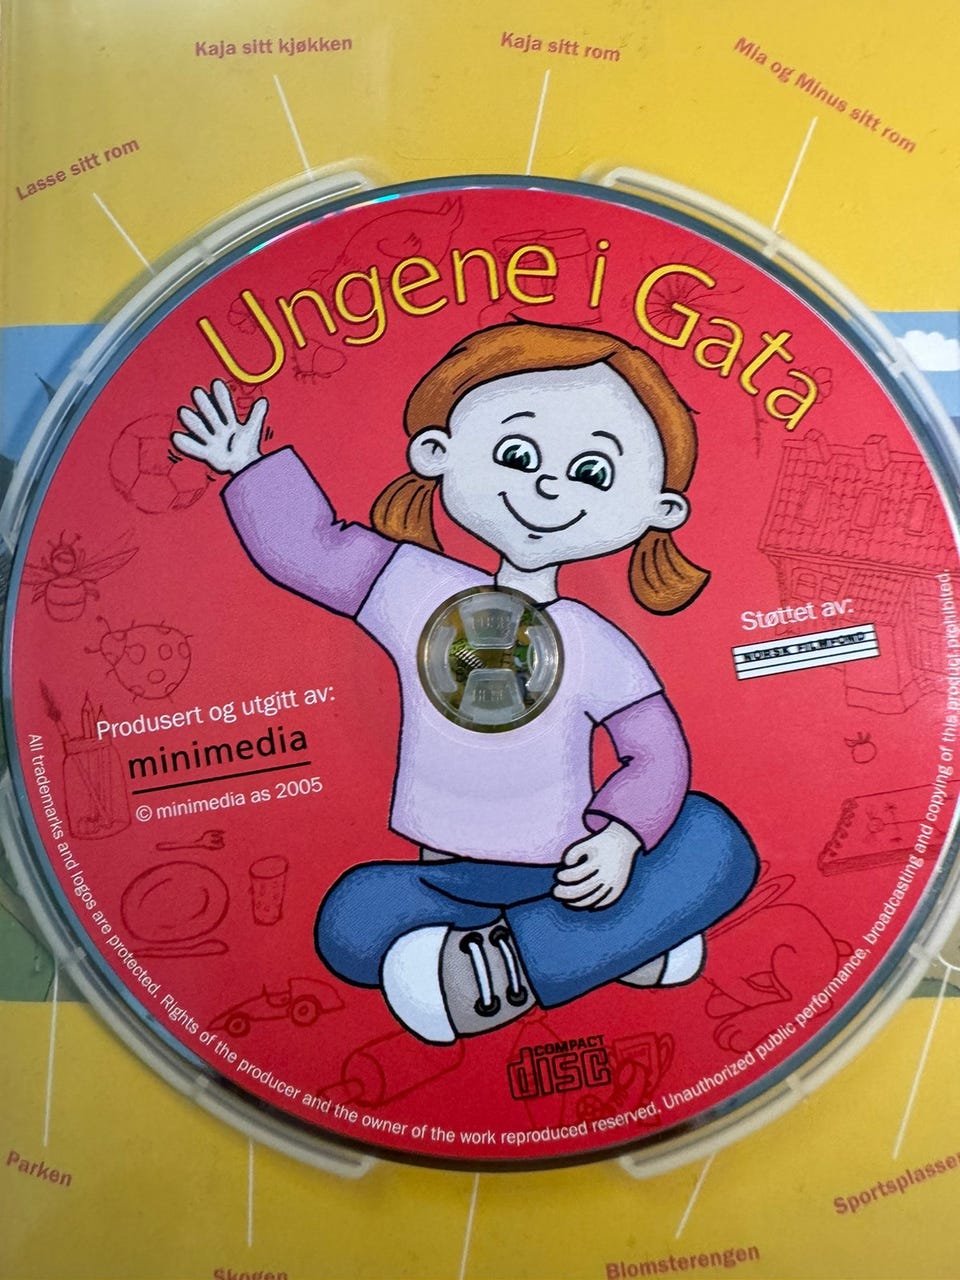 Kaja sitt kjøkken
Kaja sitt rom
Mia og Minus sitt rom
Lasse sitt rom
Ungene i Gata
Støttet av:
NORSK FILMFOND
Produsert og utgitt av:
minimedia
© minimedia as 2005
COMPACT
disc
All trademarks and logos are protected. Rights of the producer and the owner of the work reproduced reserved. Unauthorized public performance, broadcasting and copying of this product prohibited.
Parken
Skogen
Blomsterengen